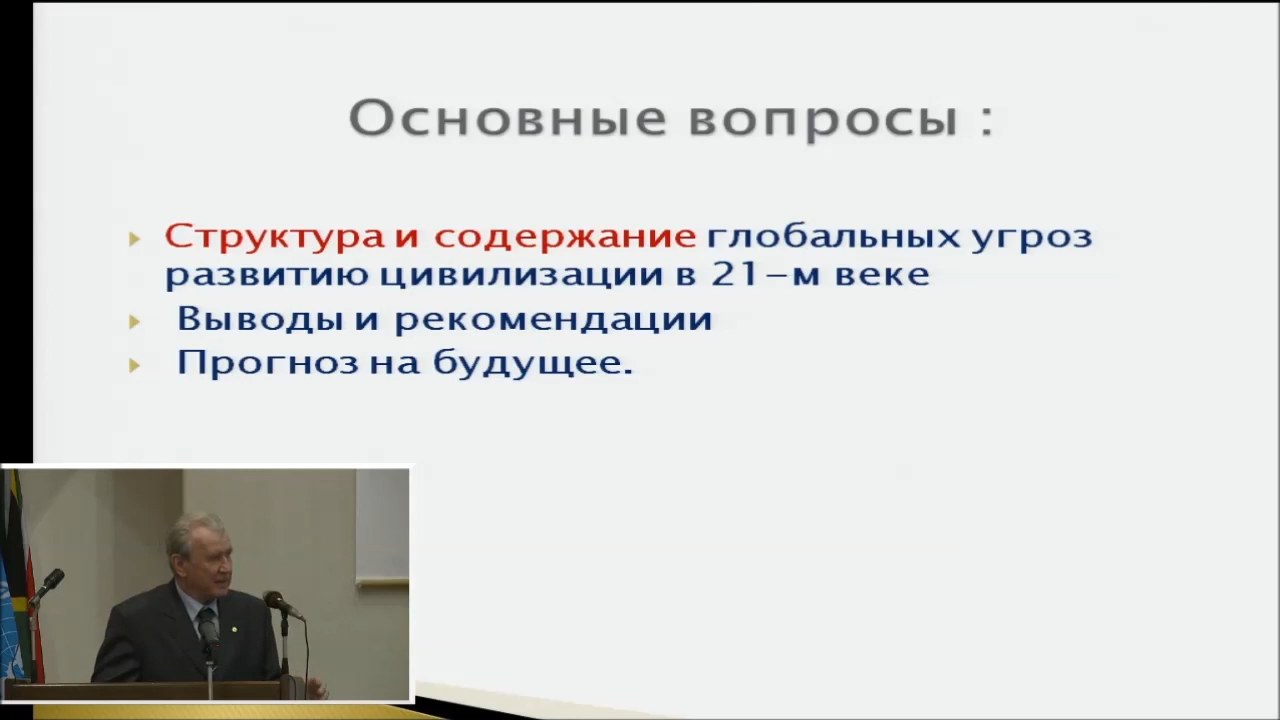 Основные вопросы :
Структура и содержание глобальных угроз
развитию цивилизации в 21-м веке
Выводы и рекомендации
Прогноз на будущее.